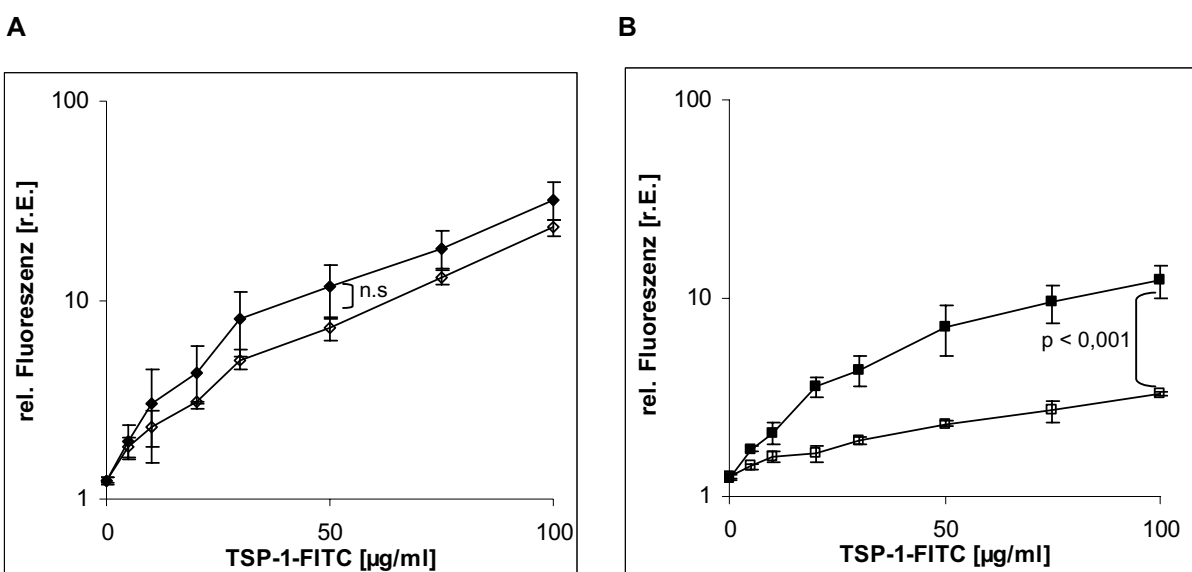 A
100
10
1
rel. Fluoreszenz [r.E.]
n.s
0
50
100
TSP-1-FITC [µg/ml]
B
100
10
1
rel. Fluoreszenz [r.E.]
p < 0,001
0
50
100
TSP-1-FITC [µg/ml]